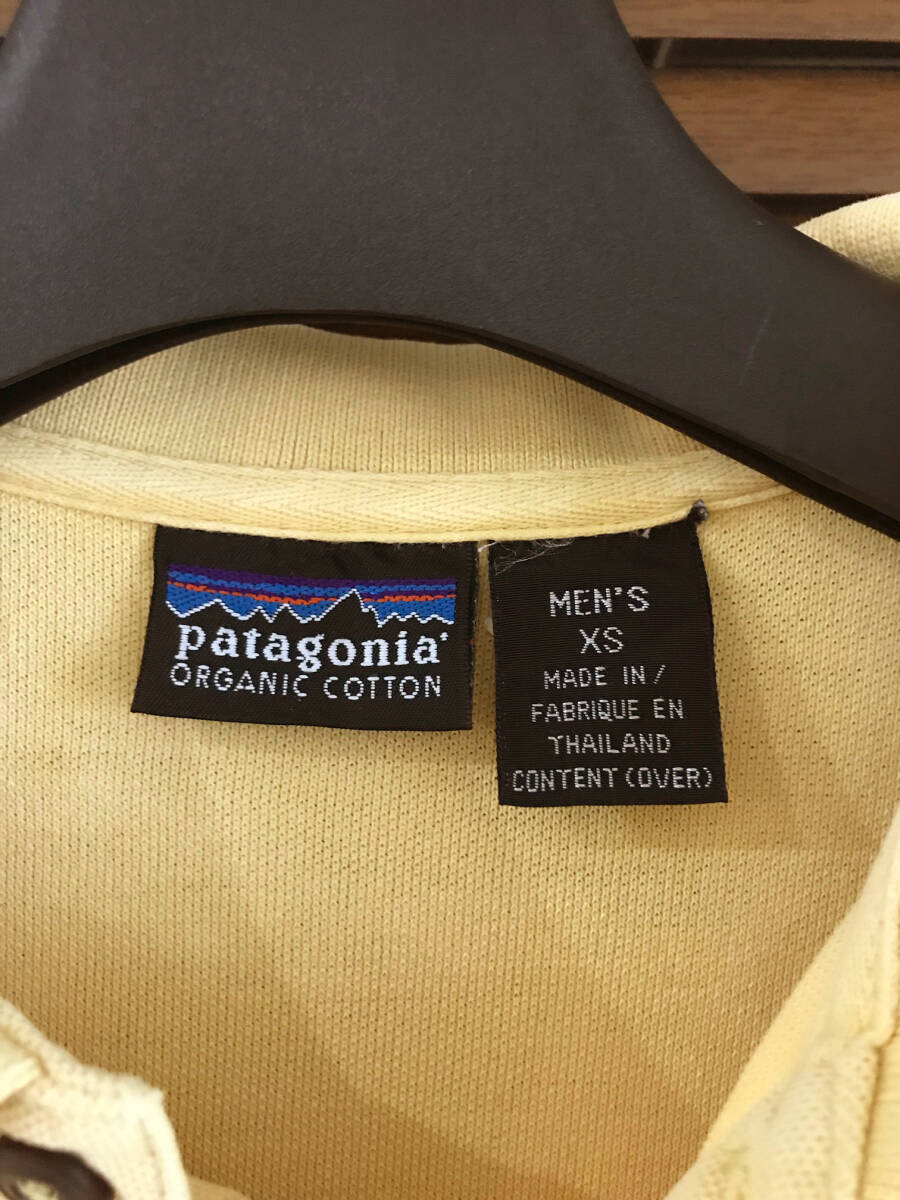 patagonia®
ORGANIC COTTON
MEN'S
XS
MADE IN /
FABRIQUE EN
THAILAND
CONTENT (OVER)